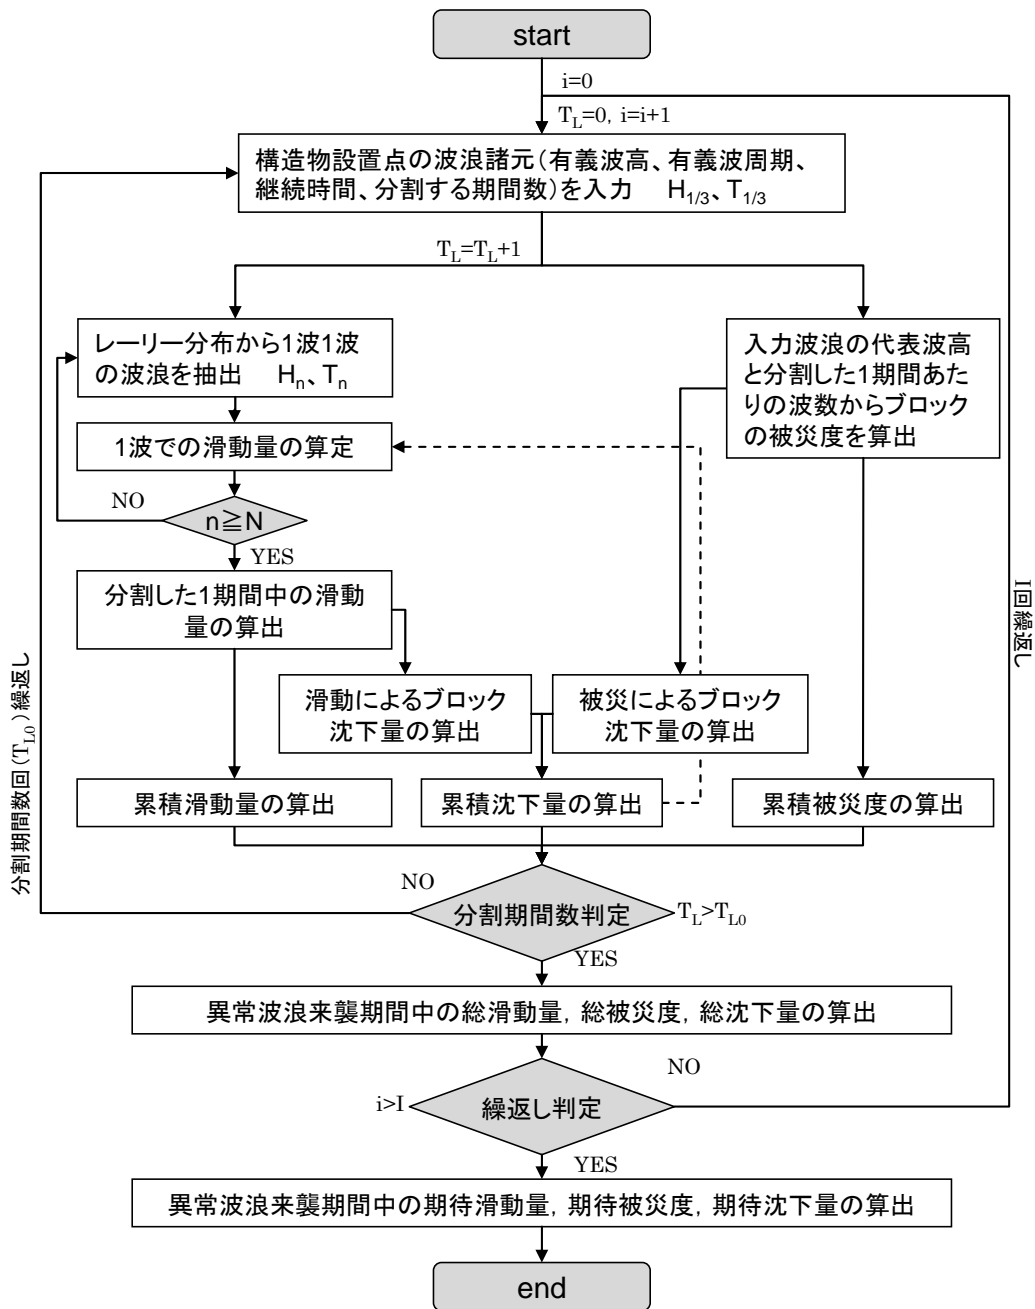 start
i=0
T_L=0, i=i+1
構造物設置点の波浪諸元（有義波高、有義波周期、
継続時間、分割する期間数）を入力　H_{1/3}、T_{1/3}
T_L=T_L+1
レーリー分布から1波1波
の波浪を抽出　H_n、T_n
入力波浪の代表波高
と分割した1期間あた
りの波数からブロック
の被災度を算出
1波での滑動量の算定
NO
n≧N
YES
分割した1期間中の滑動
量の算出
滑動によるブロック
沈下量の算出
被災によるブロック
沈下量の算出
I回繰返し
分割期間数回(T_{L0})繰返し
累積滑動量の算出
累積沈下量の算出
累積被災度の算出
NO
分割期間数判定
T_L>T_{L0}
YES
異常波浪来襲期間中の総滑動量，総被災度，総沈下量の算出
NO
i>I
繰返し判定
YES
異常波浪来襲期間中の期待滑動量，期待被災度，期待沈下量の算出
end